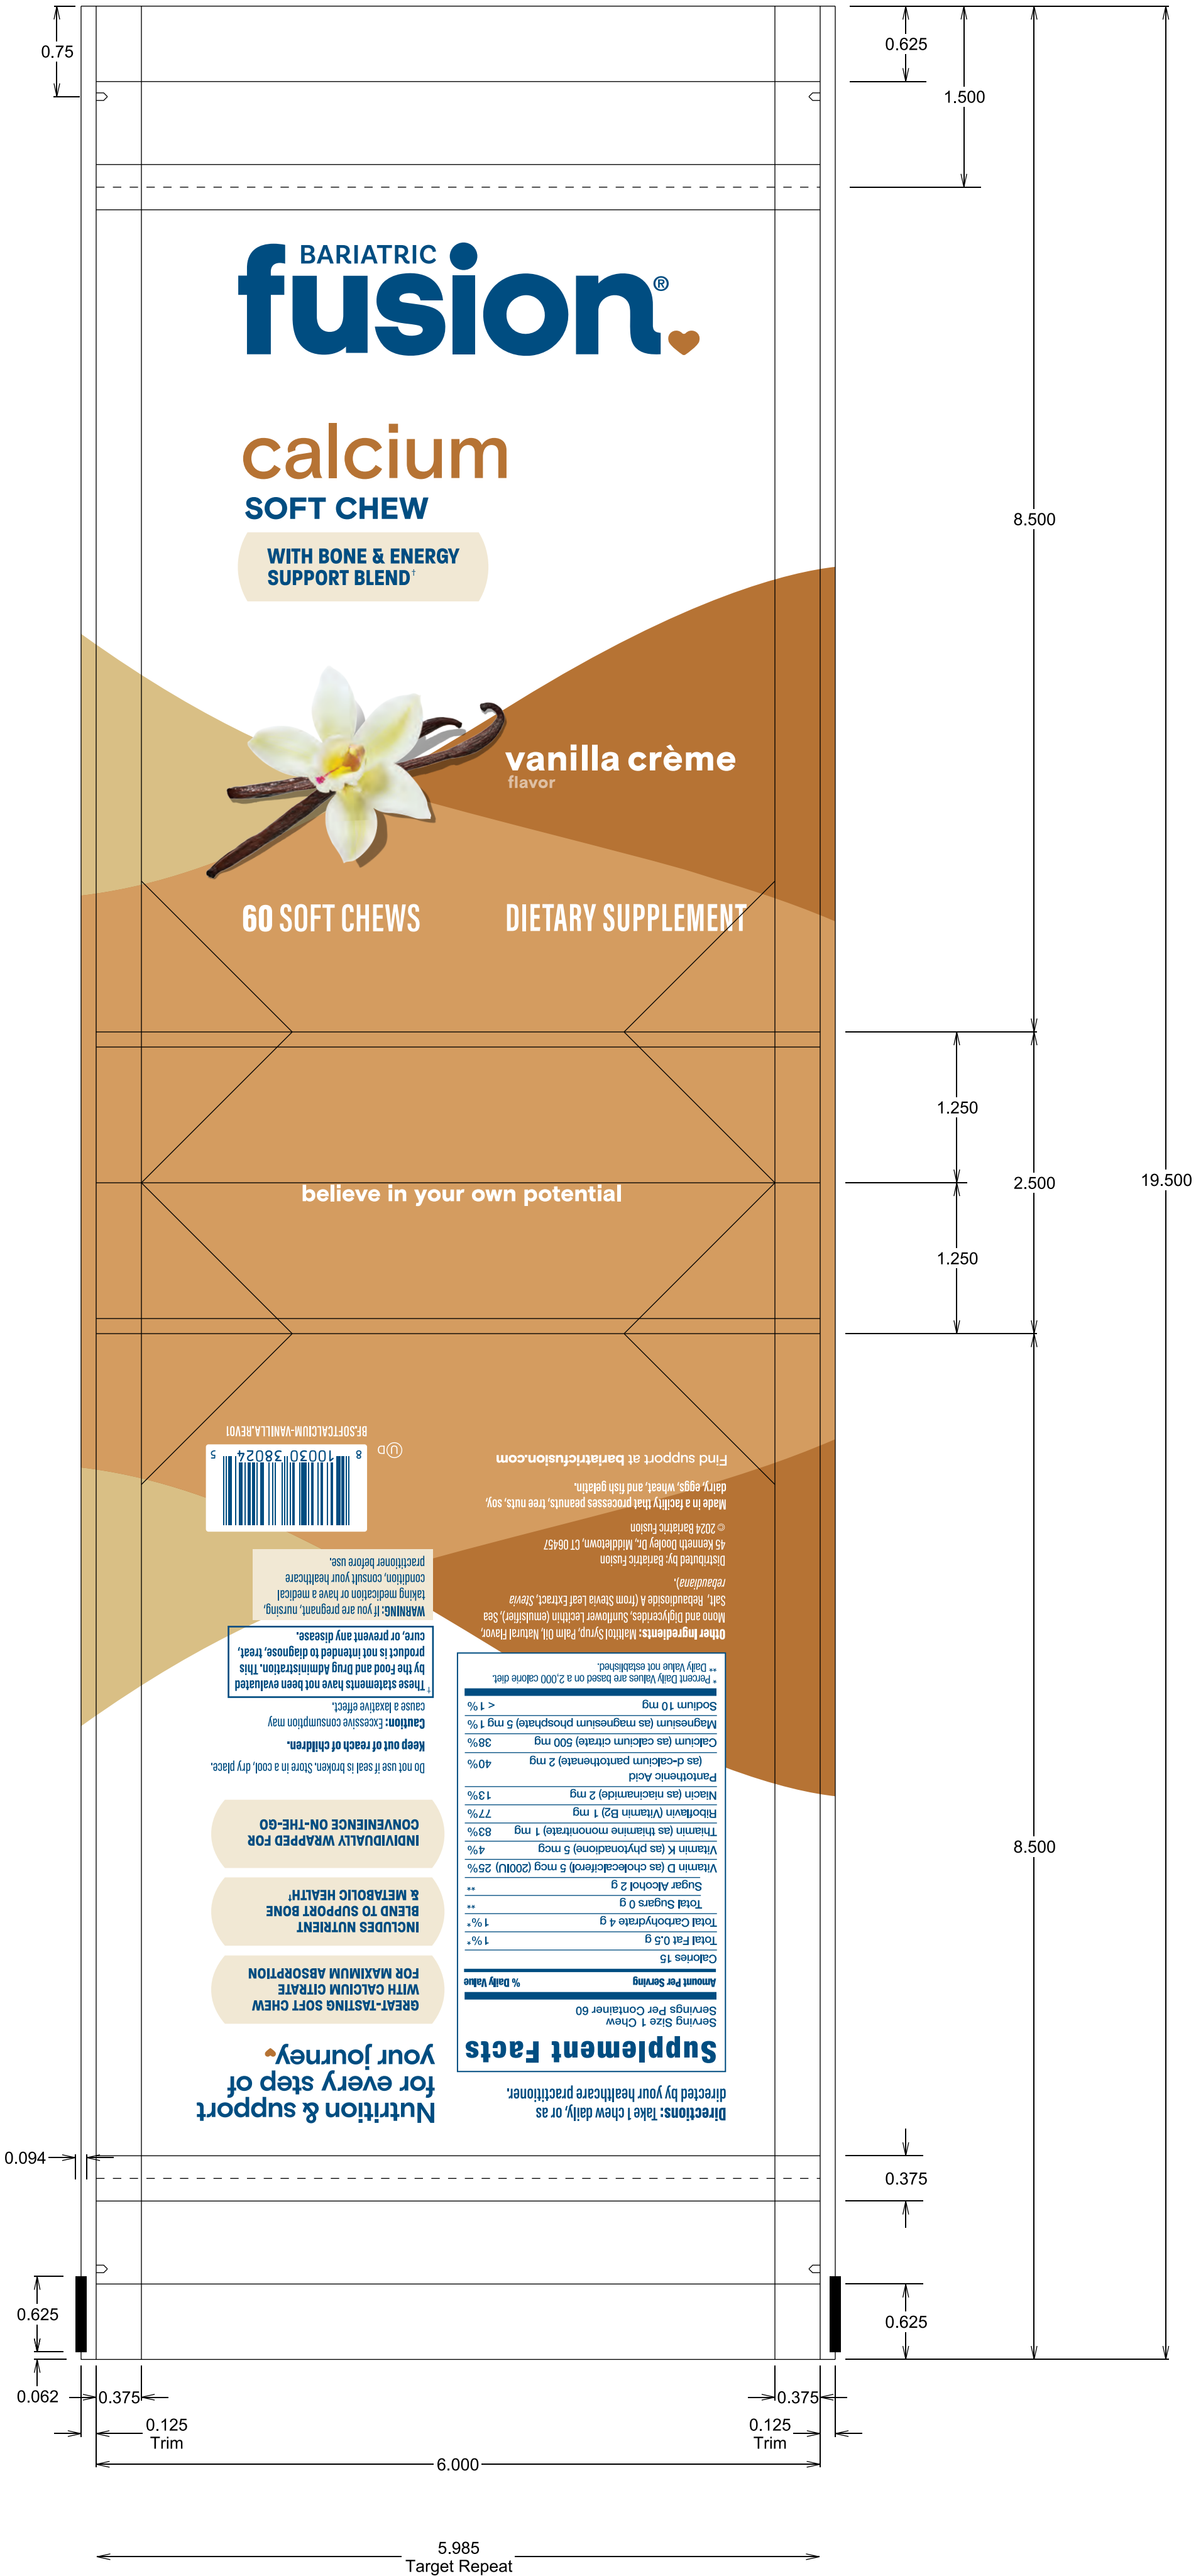 0.75
0.625
1.500
BARIATRIC
fusion®
calcium
SOFT CHEW
WITH BONE & ENERGY
SUPPORT BLEND†
8.500
vanilla crème
flavor
60 SOFT CHEWS
DIETARY SUPPLEMENT
1.250
believe in your own potential
2.500
19.500
1.250
Nutrition & support
for every step of
your journey
GREAT-TASTING SOFT CHEW
WITH CALCIUM CITRATE
FOR MAXIMUM ABSORPTION
INCLUDES NUTRIENT
BLEND TO SUPPORT BONE
& METABOLIC HEALTH†
INDIVIDUALLY WRAPPED FOR
CONVENIENCE ON-THE-GO
Do not use if seal is broken. Store in a cool, dry place.
Keep out of reach of children.
Caution: Excessive consumption may
cause a laxative effect.
† These statements have not been evaluated
by the Food and Drug Administration. This
product is not intended to diagnose, treat,
cure, or prevent any disease.
WARNING: If you are pregnant, nursing,
taking medication or have a medical
condition, consult your healthcare
practitioner before use.
8 10030 38024 5
U D
BF.SOFTCALCIUM-VANILLA.REV01
Directions: Take 1 chew daily, or as
directed by your healthcare practitioner.
Supplement Facts
Serving Size 1 Chew
Servings Per Container 60
Amount Per Serving % Daily Value
Calories 15
Total Fat 0.5 g 1%*
Total Carbohydrate 4 g 1%*
Total Sugars 0 g **
Sugar Alcohol 2 g **
Vitamin D (as cholecalciferol) 5 mcg (200IU) 25%
Vitamin K (as phytonadione) 5 mcg 4%
Thiamin (as thiamine mononitrate) 1 mg 83%
Riboflavin (Vitamin B2) 1 mg 77%
Niacin (as niacinamide) 2 mg 13%
Pantothenic Acid
(as d-calcium pantothenate) 2 mg 40%
Calcium (as calcium citrate) 500 mg 38%
Magnesium (as magnesium phosphate) 5 mg 1%
Sodium 10 mg < 1%
* Percent Daily Values are based on a 2,000 calorie diet.
** Daily Value not established.
Other Ingredients: Maltitol Syrup, Palm Oil, Natural Flavor,
Mono and Diglycerides, Sunflower Lecithin (emulsifier), Sea
Salt, Rebaudioside A (from Stevia Leaf Extract, Stevia
rebaudiana).
Distributed by: Bariatric Fusion
45 Kenneth Dooley Dr, Middletown, CT 06457
© 2024 Bariatric Fusion
Made in a facility that processes peanuts, tree nuts, soy,
dairy, eggs, wheat, and fish gelatin.
Find support at bariatricfusion.com
8.500
0.094
0.375
0.625
0.625
0.062
0.375
0.375
0.125
Trim
0.125
Trim
6.000
5.985
Target Repeat